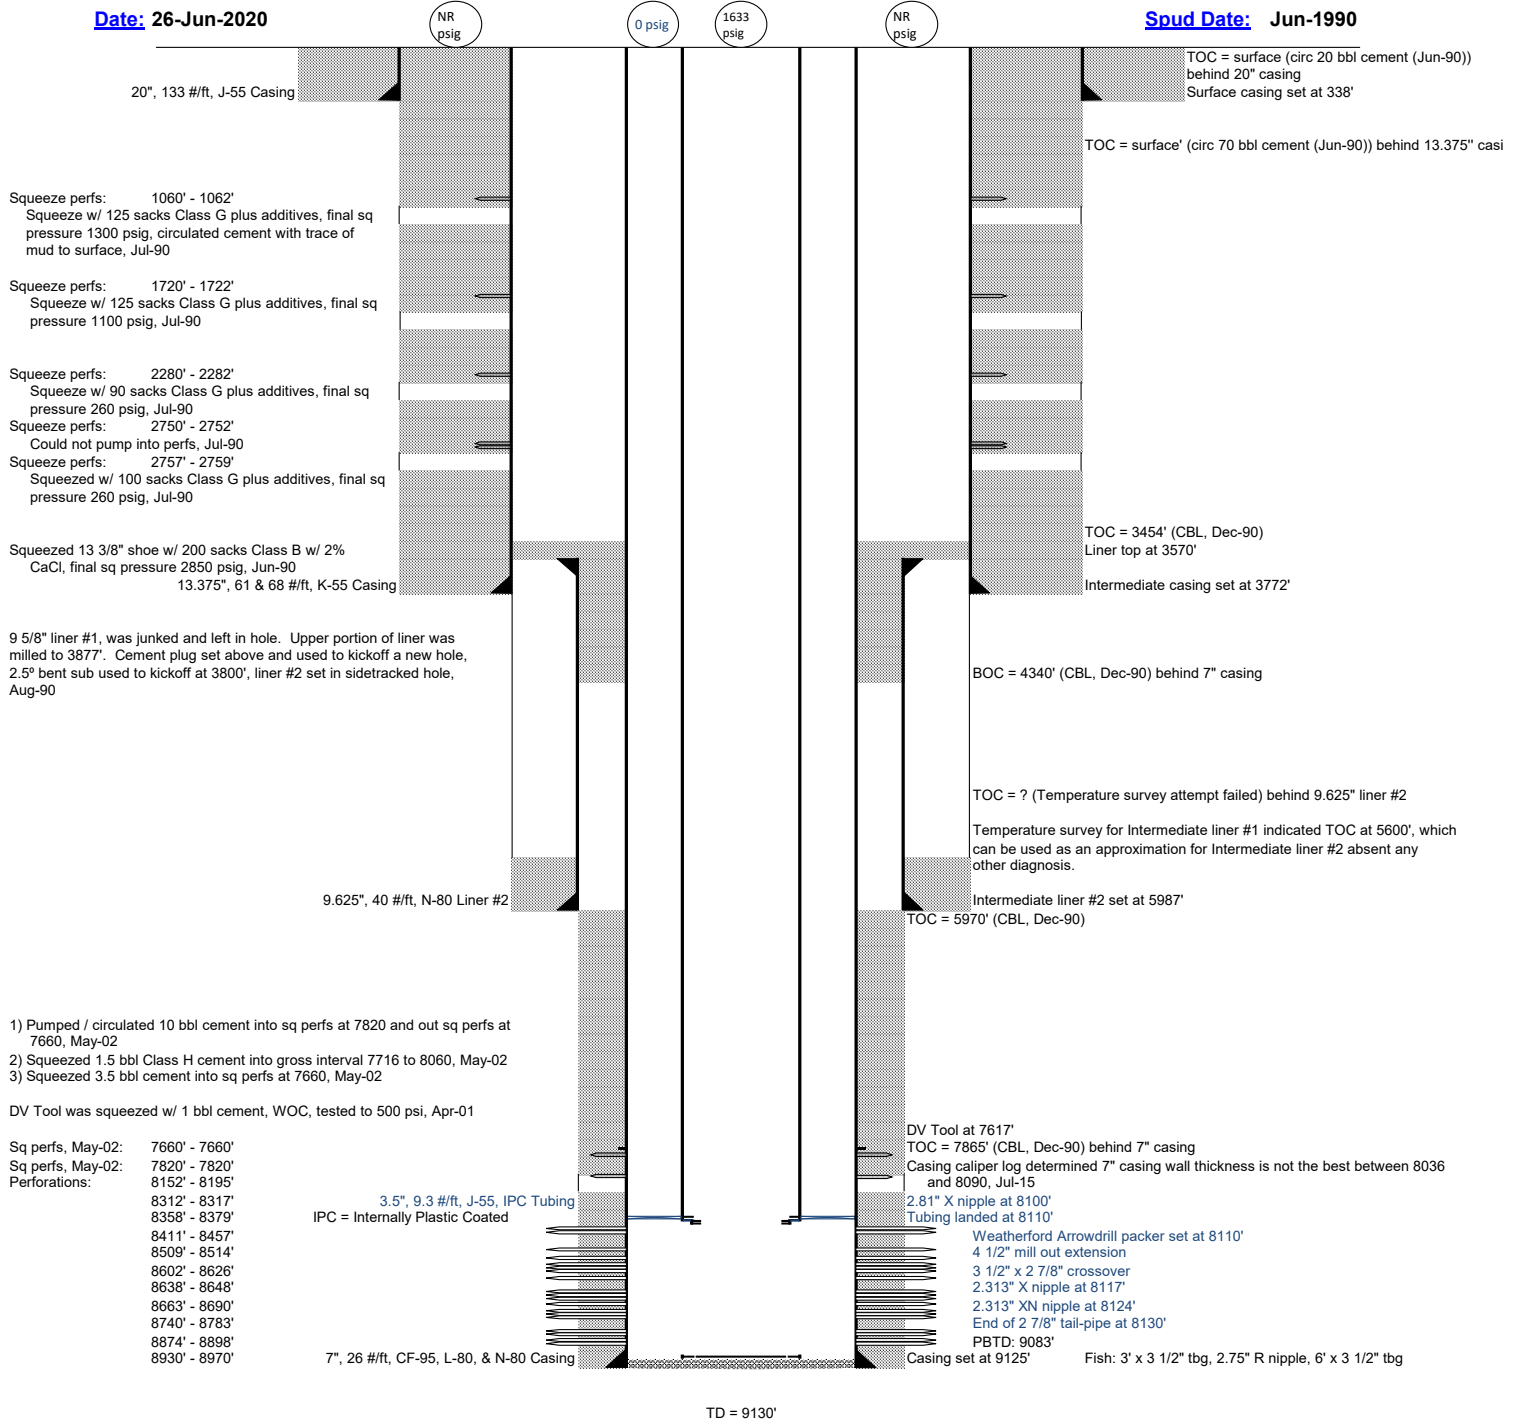 Date: 26-Jun-2020
NR
psig
0 psig
1633
psig
NR
psig
Spud Date: Jun-1990
TOC = surface (circ 20 bbl cement (Jun-90))
behind 20" casing
20", 133 #/ft, J-55 Casing
Surface casing set at 338'
TOC = surface' (circ 70 bbl cement (Jun-90)) behind 13.375" casi
Squeeze perfs: 1060' - 1062'
Squeeze w/ 125 sacks Class G plus additives, final sq
pressure 1300 psig, circulated cement with trace of
mud to surface, Jul-90
Squeeze perfs: 1720' - 1722'
Squeeze w/ 125 sacks Class G plus additives, final sq
pressure 1100 psig, Jul-90
Squeeze perfs: 2280' - 2282'
Squeeze w/ 90 sacks Class G plus additives, final sq
pressure 260 psig, Jul-90
Squeeze perfs: 2750' - 2752'
Could not pump into perfs, Jul-90
Squeeze perfs: 2757' - 2759'
Squeezed w/ 100 sacks Class G plus additives, final sq
pressure 260 psig, Jul-90
TOC = 3454' (CBL, Dec-90)
Squeezed 13 3/8" shoe w/ 200 sacks Class B w/ 2%
CaCl, final sq pressure 2850 psig, Jun-90
Liner top at 3570'
13.375", 61 & 68 #/ft, K-55 Casing
Intermediate casing set at 3772'
9 5/8" liner #1, was junked and left in hole. Upper portion of liner was
milled to 3877'. Cement plug set above and used to kickoff a new hole,
2.5º bent sub used to kickoff at 3800', liner #2 set in sidetracked hole,
Aug-90
BOC = 4340' (CBL, Dec-90) behind 7" casing
TOC = ? (Temperature survey attempt failed) behind 9.625" liner #2
Temperature survey for Intermediate liner #1 indicated TOC at 5600', which
can be used as an approximation for Intermediate liner #2 absent any
other diagnosis.
9.625", 40 #/ft, N-80 Liner #2
Intermediate liner #2 set at 5987'
TOC = 5970' (CBL, Dec-90)
1) Pumped / circulated 10 bbl cement into sq perfs at 7820 and out sq perfs at
7660, May-02
2) Squeezed 1.5 bbl Class H cement into gross interval 7716 to 8060, May-02
3) Squeezed 3.5 bbl cement into sq perfs at 7660, May-02
DV Tool was squeezed w/ 1 bbl cement, WOC, tested to 500 psi, Apr-01
DV Tool at 7617'
Sq perfs, May-02: 7660' - 7660'
TOC = 7865' (CBL, Dec-90) behind 7" casing
Sq perfs, May-02: 7820' - 7820'
Casing caliper log determined 7" casing wall thickness is not the best between 8036
and 8090, Jul-15
Perforations: 8152' - 8195'
8312' - 8317'
3.5", 9.3 #/ft, J-55, IPC Tubing
2.81" X nipple at 8100'
8358' - 8379'
IPC = Internally Plastic Coated
Tubing landed at 8110'
8411' - 8457'
Weatherford Arrowdrill packer set at 8110'
8509' - 8514'
4 1/2" mill out extension
8602' - 8626'
3 1/2" x 2 7/8" crossover
8638' - 8648'
2.313" X nipple at 8117'
8663' - 8690'
2.313" XN nipple at 8124'
8740' - 8783'
End of 2 7/8" tail-pipe at 8130'
8874' - 8898'
PBTD: 9083'
8930' - 8970'
7", 26 #/ft, CF-95, L-80, & N-80 Casing
Casing set at 9125'
Fish: 3' x 3 1/2" tbg, 2.75" R nipple, 6' x 3 1/2" tbg
TD = 9130'